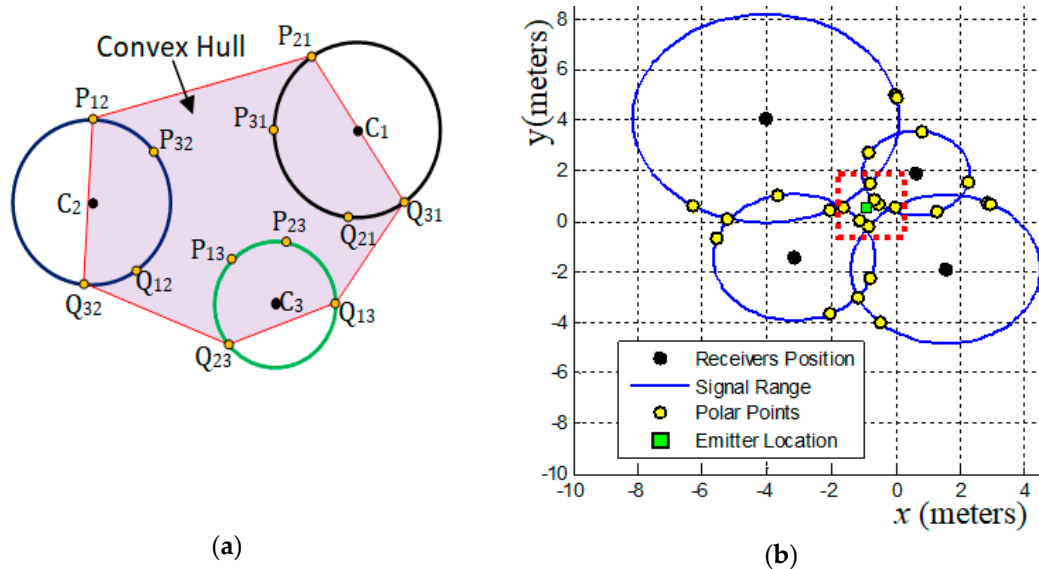 Convex Hull
P21
P12
P31
C1
P32
C2
Q31
Q21
P23
P13
Q12
Q32
C3
Q13
Q23
(a)
y(meters)
8
6
4
2
0
-2
-4
-6
-8
-10
Receivers Position
Signal Range
Polar Points
Emitter Location
-10 -8 -6 -4 -2 0 2 4
x (meters)
(b)